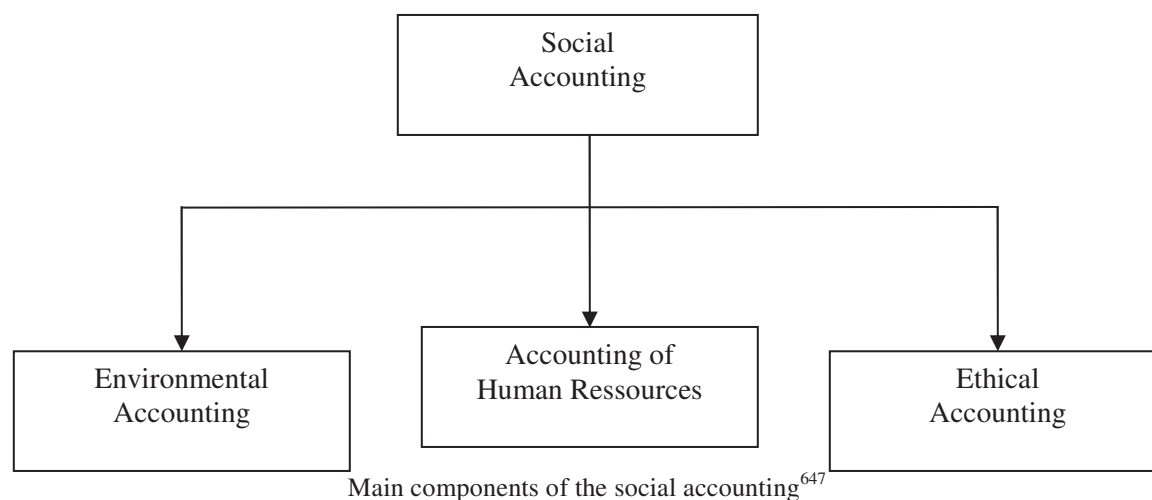 Social
Accounting
Environmental
Accounting
Accounting of
Human Ressources
Ethical
Accounting
Main components of the social accounting647